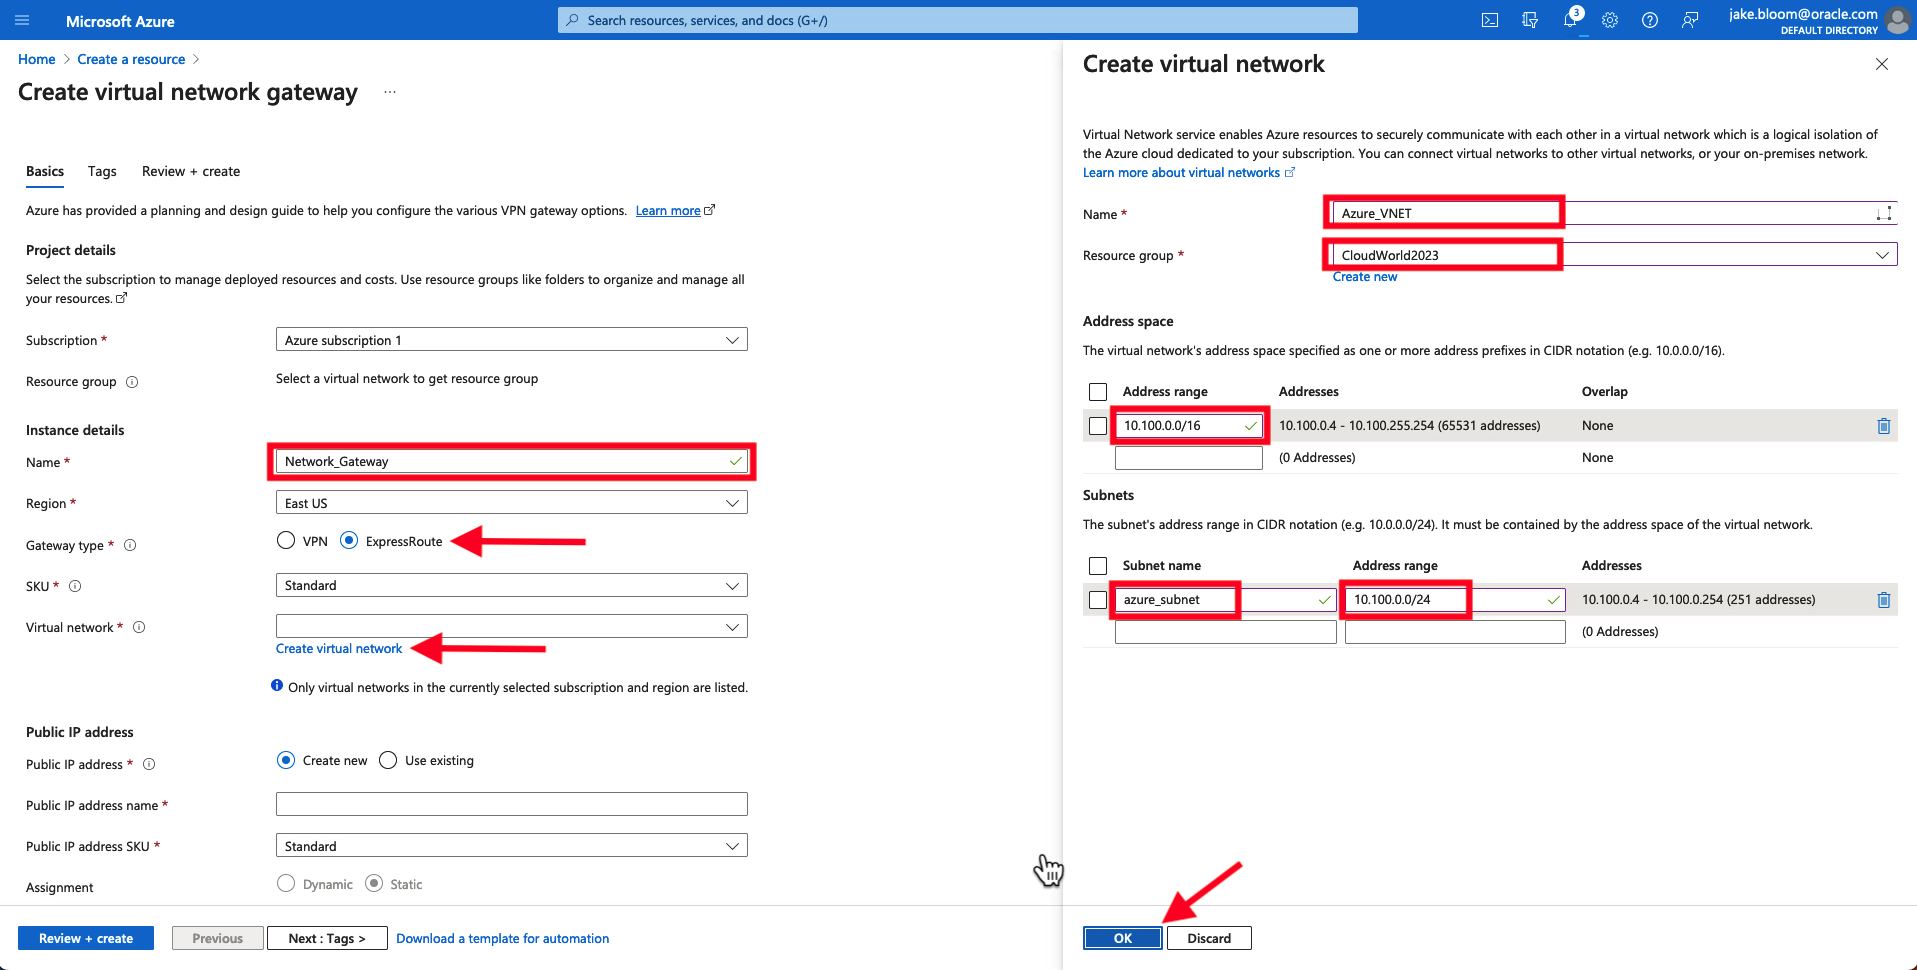 Microsoft Azure
Search resources, services, and docs (G+/)
3
jake.bloom@oracle.com
DEFAULT DIRECTORY
Home > Create a resource >
Create virtual network gateway ...
Basics Tags Review + create
Azure has provided a planning and design guide to help you configure the various VPN gateway options. Learn more
Project details
Select the subscription to manage deployed resources and costs. Use resource groups like folders to organize and manage all
your resources.
Subscription * Azure subscription 1
Resource group Select a virtual network to get resource group
Instance details
Name * Network_Gateway
Region * East US
Gateway type * VPN ExpressRoute
SKU * Standard
Virtual network *
Create virtual network
Only virtual networks in the currently selected subscription and region are listed.
Public IP address
Public IP address * Create new Use existing
Public IP address name *
Public IP address SKU * Standard
Assignment Dynamic Static
Review + create Previous Next : Tags > Download a template for automation
Create virtual network
Virtual Network service enables Azure resources to securely communicate with each other in a virtual network which is a logical isolation of
the Azure cloud dedicated to your subscription. You can connect virtual networks to other virtual networks, or your on-premises network.
Learn more about virtual networks
Name * Azure_VNET
Resource group * CloudWorld2023
Create new
Address space
The virtual network's address space specified as one or more address prefixes in CIDR notation (e.g. 10.0.0.0/16).
Address range Addresses Overlap
10.100.0.0/16 10.100.0.4 - 10.100.255.254 (65531 addresses) None
(0 Addresses) None
Subnets
The subnet's address range in CIDR notation (e.g. 10.0.0.0/24). It must be contained by the address space of the virtual network.
Subnet name Address range Addresses
azure_subnet 10.100.0.0/24 10.100.0.4 - 10.100.0.254 (251 addresses)
(0 Addresses)
OK Discard